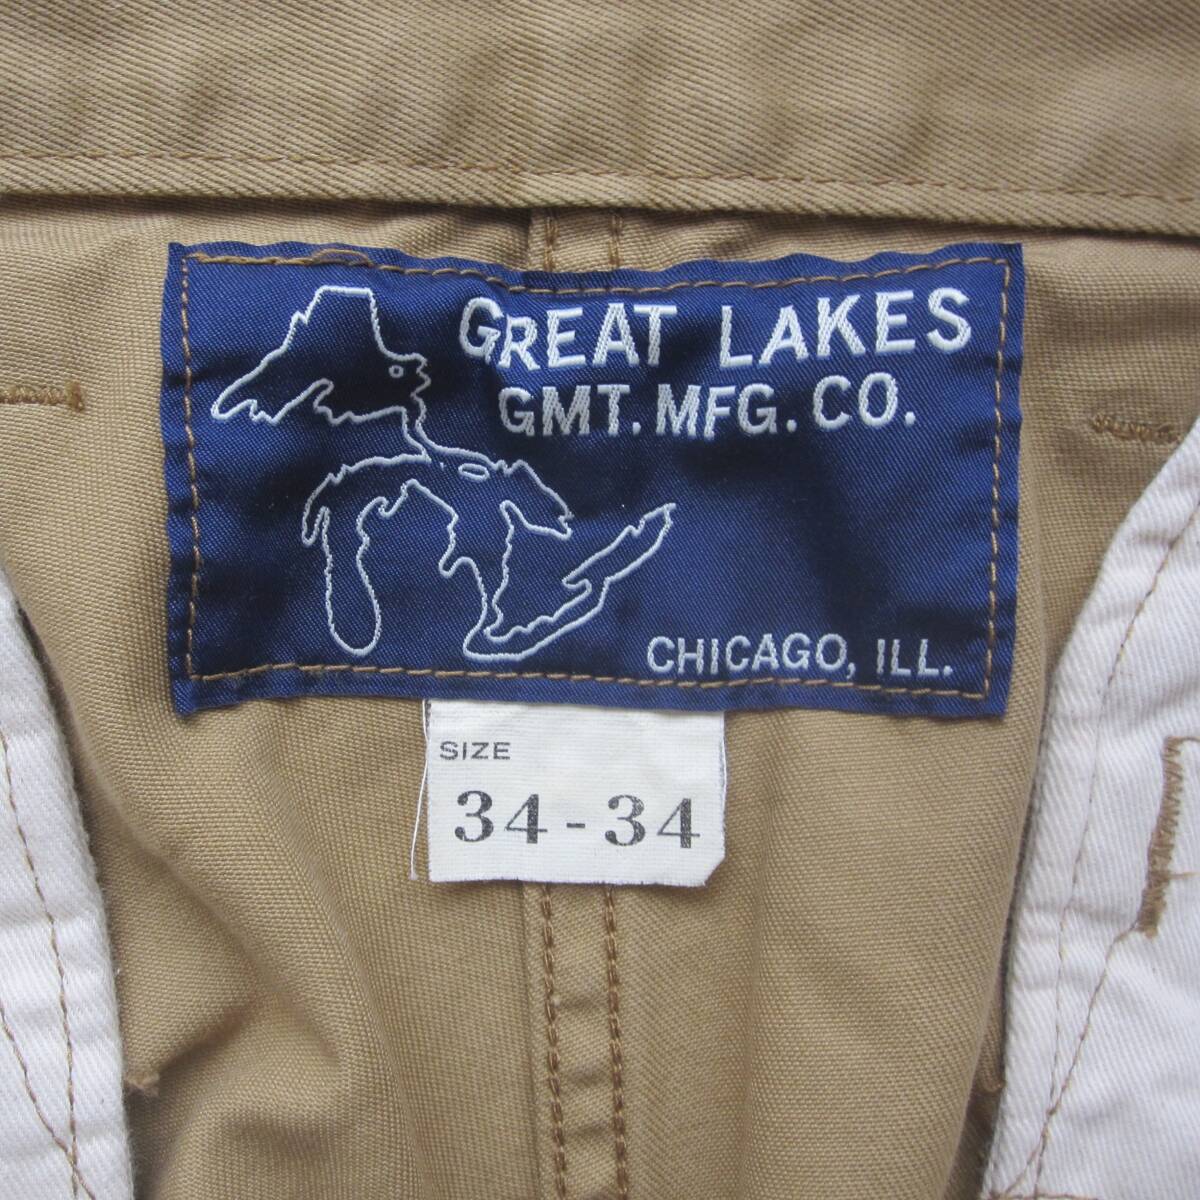 GREAT LAKES
GMT. MFG. CO.
CHICAGO, ILL.
SIZE
34-34